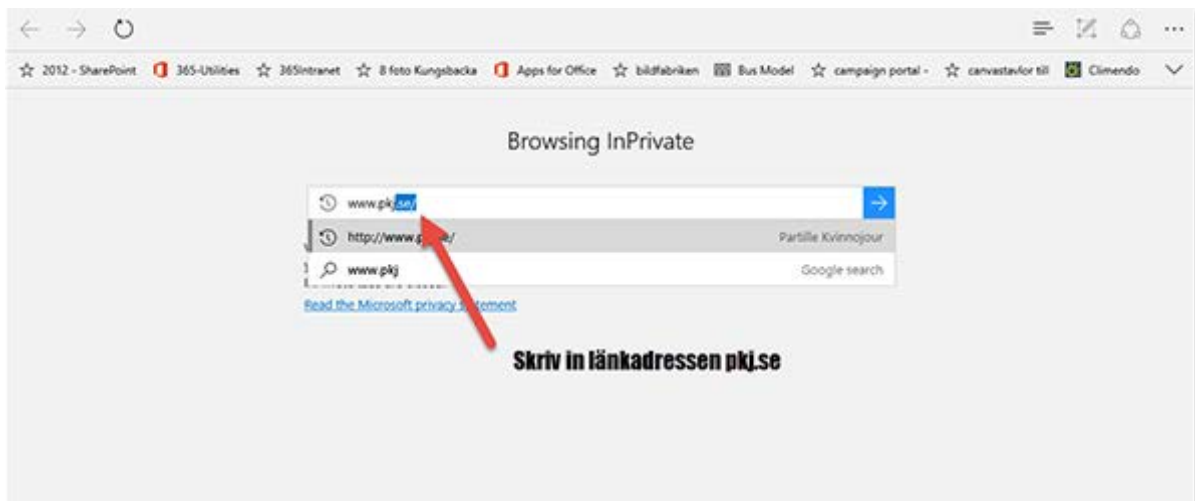 2012 - SharePoint 365-Utilities 365Intranet 8 foto Kungsbacka Apps for Office bildfabriken Bus Model campaign portal - canvastavlor till Climendo
Browsing InPrivate
www.pkj.se/
http://www. Partille Kvinnojour
www.pkj Google search
Read the Microsoft privacy
Skriv in länkadressen pkj.se